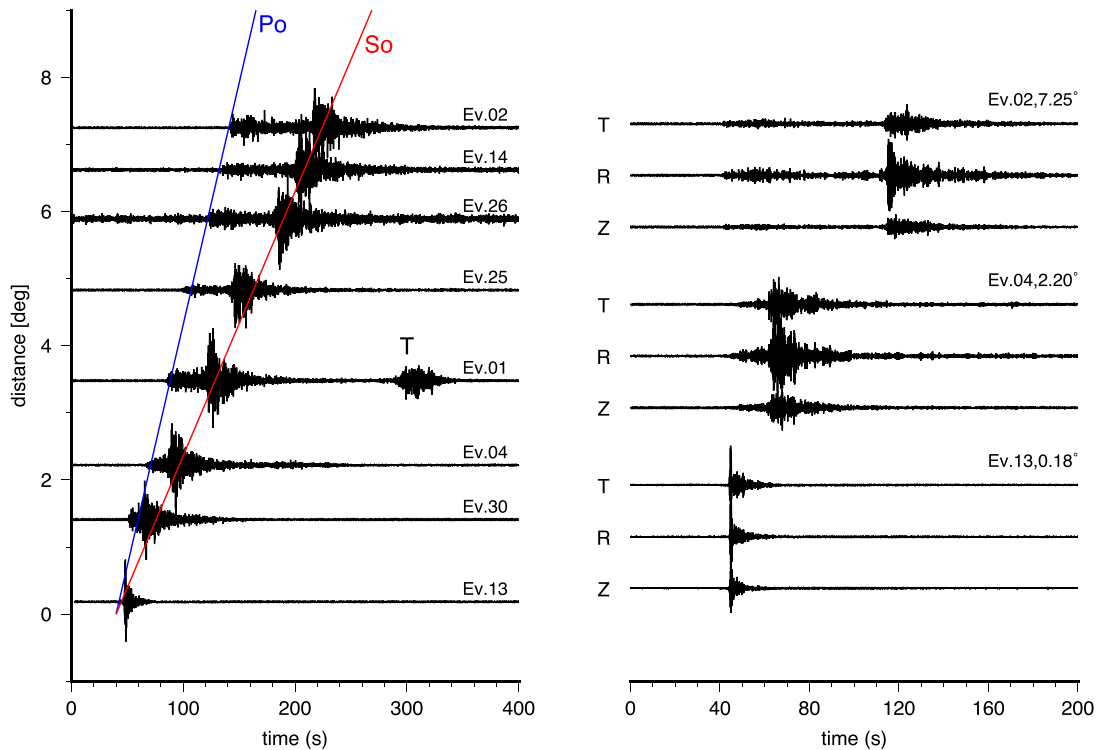 Po
So
8
Ev.02
Ev.14
6
Ev.26
Ev.25
4
T
Ev.01
Ev.04
2
Ev.30
Ev.13
0
distance [deg]
0 100 200 300 400
time (s)
Ev.02,7.25°
T
R
Z
Ev.04,2.20°
T
R
Z
Ev.13,0.18°
T
R
Z
0 40 80 120 160 200
time (s)